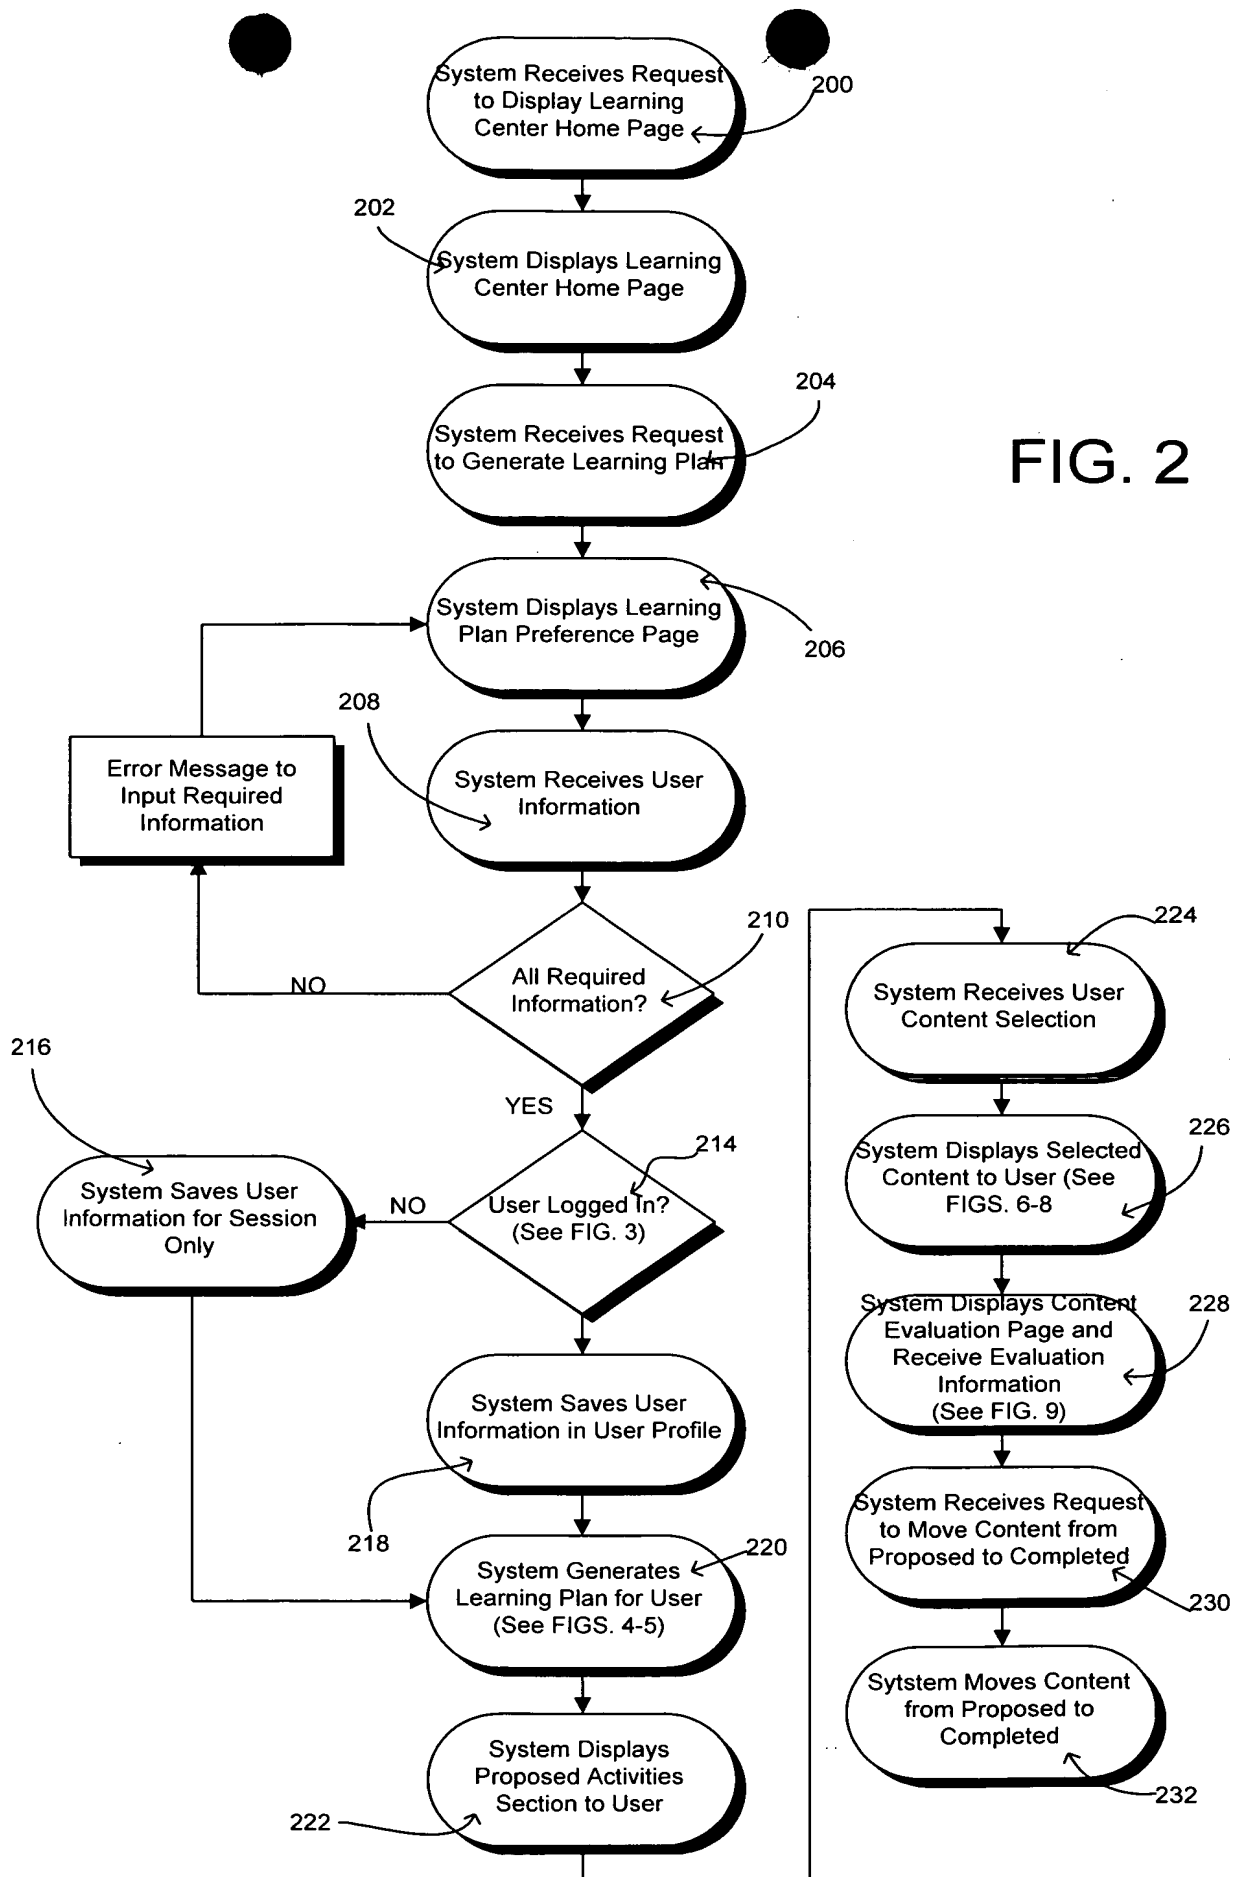 System Receives Request
to Display Learning
Center Home Page
200
202
System Displays Learning
Center Home Page
204
System Receives Request
to Generate Learning Plan
FIG. 2
System Displays Learning
Plan Preference Page
206
208
Error Message to
Input Required
Information
System Receives User
Information
210
All Required
Information?
NO
YES
214
User Logged In?
(See FIG. 3)
NO
216
System Saves User
Information for Session
Only
System Saves User
Information in User Profile
218
220
System Generates
Learning Plan for User
(See FIGS. 4-5)
System Displays
Proposed Activities
Section to User
222
224
System Receives User
Content Selection
226
System Displays Selected
Content to User (See
FIGS. 6-8
228
System Displays Content
Evaluation Page and
Receive Evaluation
Information
(See FIG. 9)
System Receives Request
to Move Content from
Proposed to Completed
230
Sytstem Moves Content
from Proposed to
Completed
232